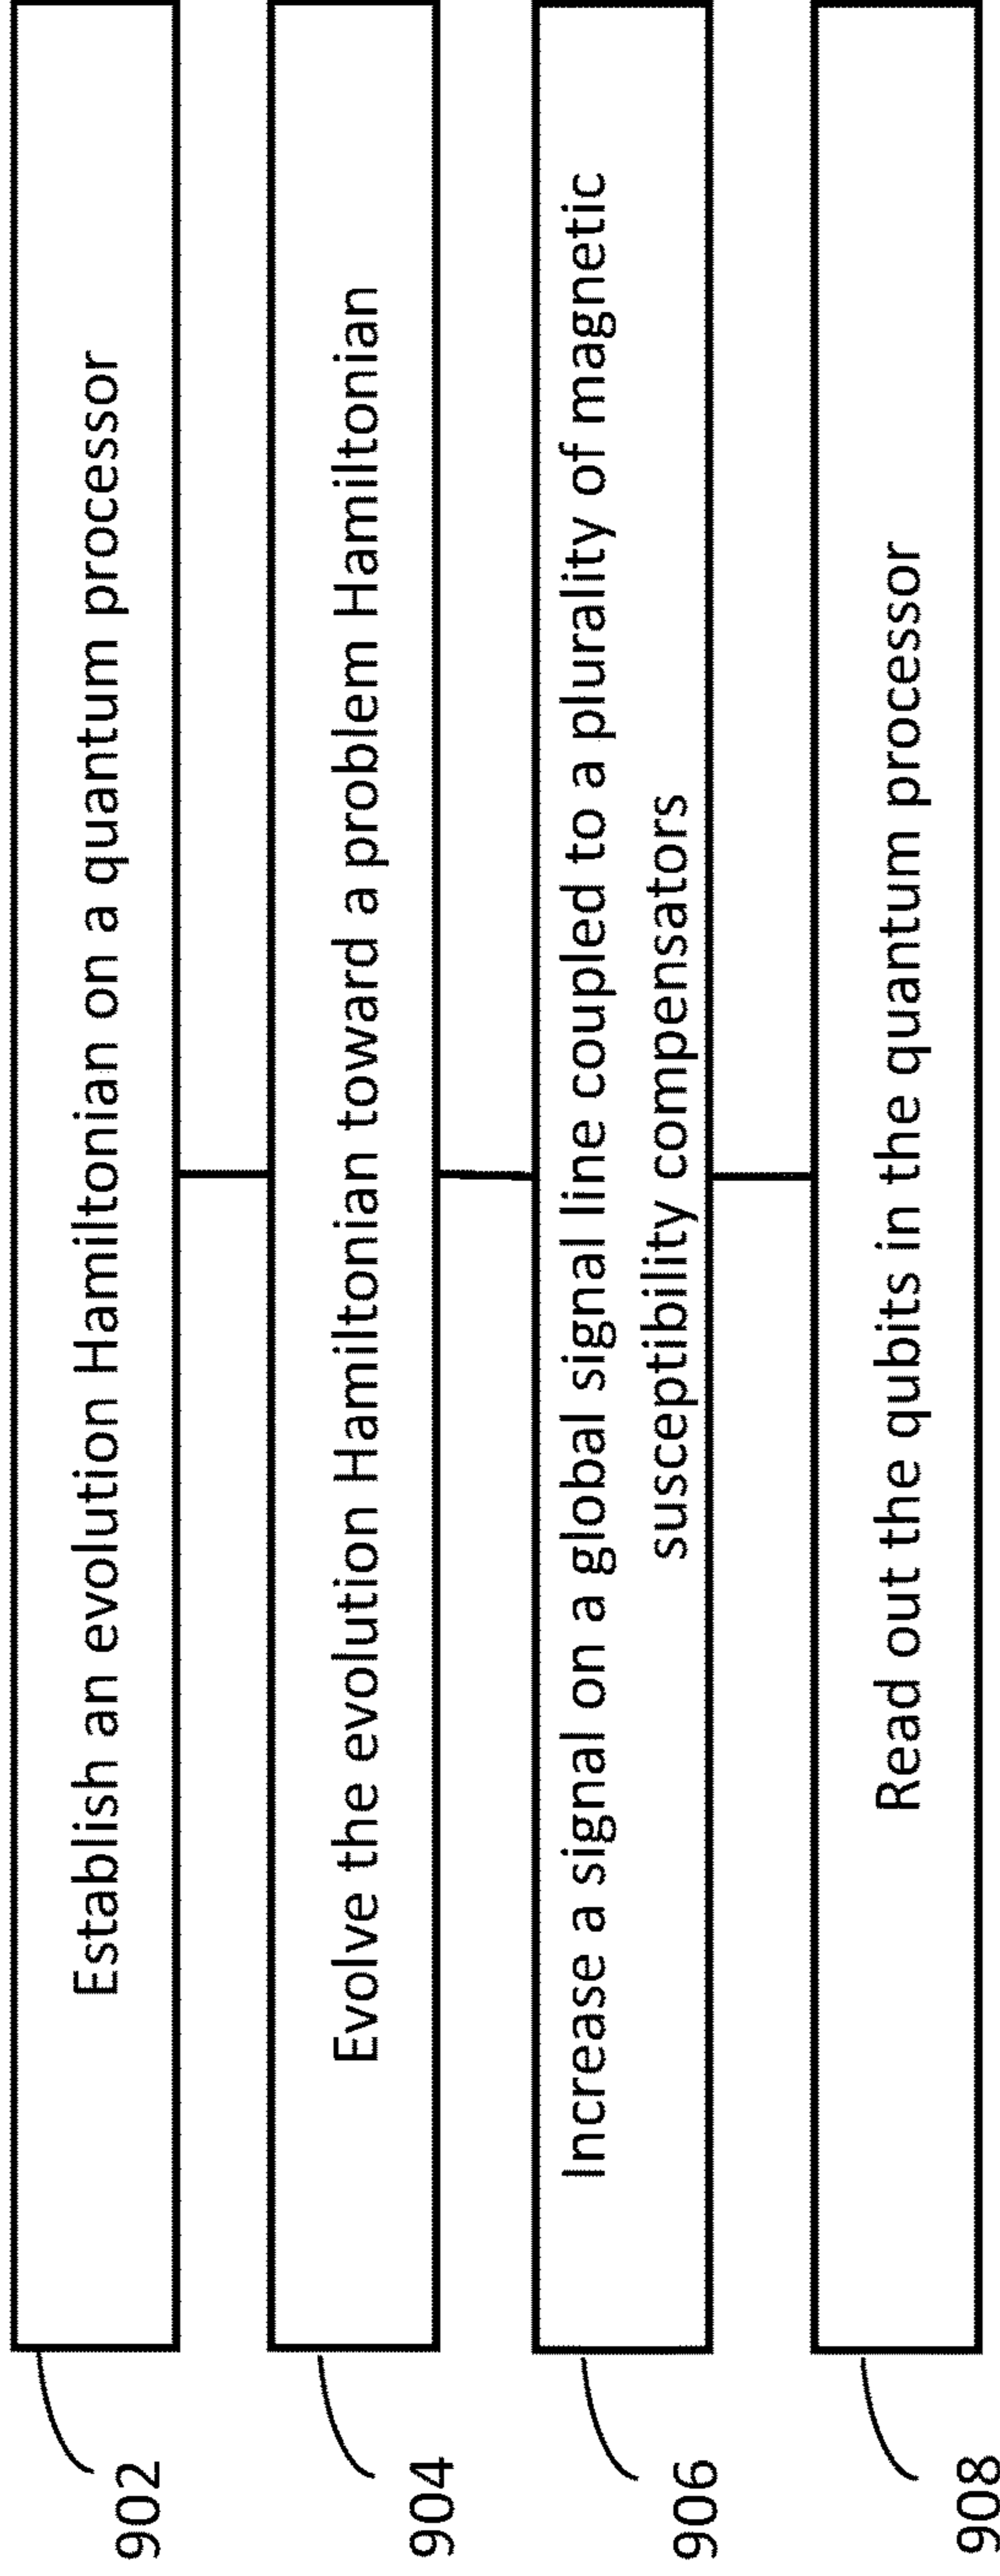 Establish an evolution Hamiltonian on a quantum processor
902
Evolve the evolution Hamiltonian toward a problem Hamiltonian
904
Increase a signal on a global signal line coupled to a plurality of magnetic
susceptibility compensators
906
Read out the qubits in the quantum processor
908